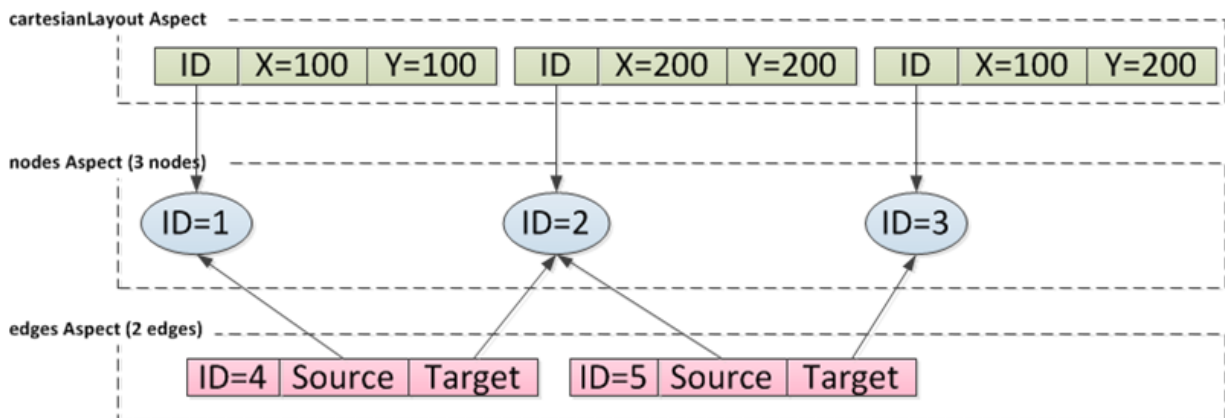 cartesianLayout Aspect
ID X=100 Y=100 ID X=200 Y=200 ID X=100 Y=200
nodes Aspect (3 nodes)
ID=1 ID=2 ID=3
edges Aspect (2 edges)
ID=4 Source Target ID=5 Source Target